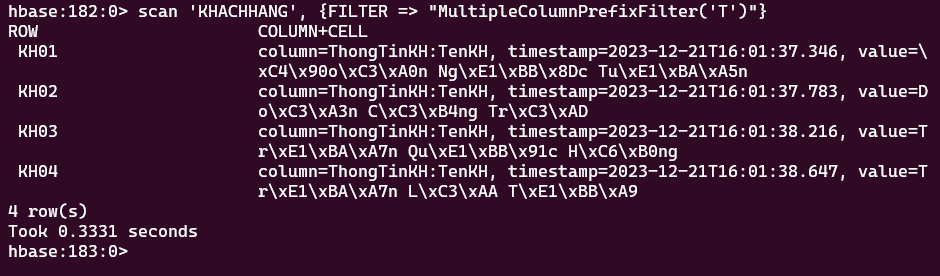 hbase:182:0> scan 'KHACHHANG', {FILTER => "MultipleColumnPrefixFilter('T')"}
ROW                        COLUMN+CELL
 KH01                      column=ThongTinKH:TenKH, timestamp=2023-12-21T16:01:37.346, value=\
                           xC4\x90o\xC3\xA0n Ng\xE1\xBB\x8Dc Tu\xE1\xBA\xA5n
 KH02                      column=ThongTinKH:TenKH, timestamp=2023-12-21T16:01:37.783, value=D
                           o\xC3\xA3n C\xC3\xB4ng Tr\xC3\xAD
 KH03                      column=ThongTinKH:TenKH, timestamp=2023-12-21T16:01:38.216, value=T
                           r\xE1\xBA\xA7n Qu\xE1\xBB\x91c H\xC6\xB0ng
 KH04                      column=ThongTinKH:TenKH, timestamp=2023-12-21T16:01:38.647, value=T
                           r\xE1\xBA\xA7n L\xC3\xAA T\xE1\xBB\xA9
4 row(s)
Took 0.3331 seconds
hbase:183:0>